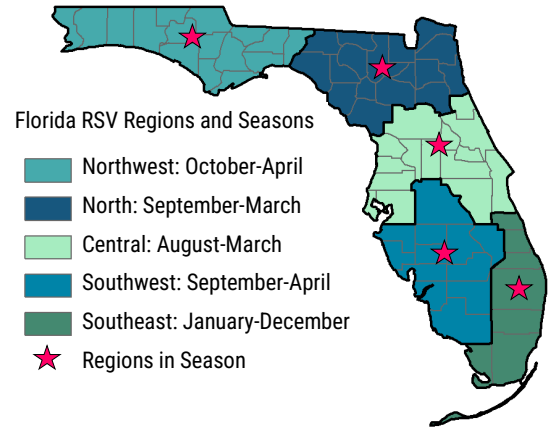 Florida RSV Regions and Seasons
Northwest: October-April
North: September-March
Central: August-March
Southwest: September-April
Southeast: January-December
Regions in Season